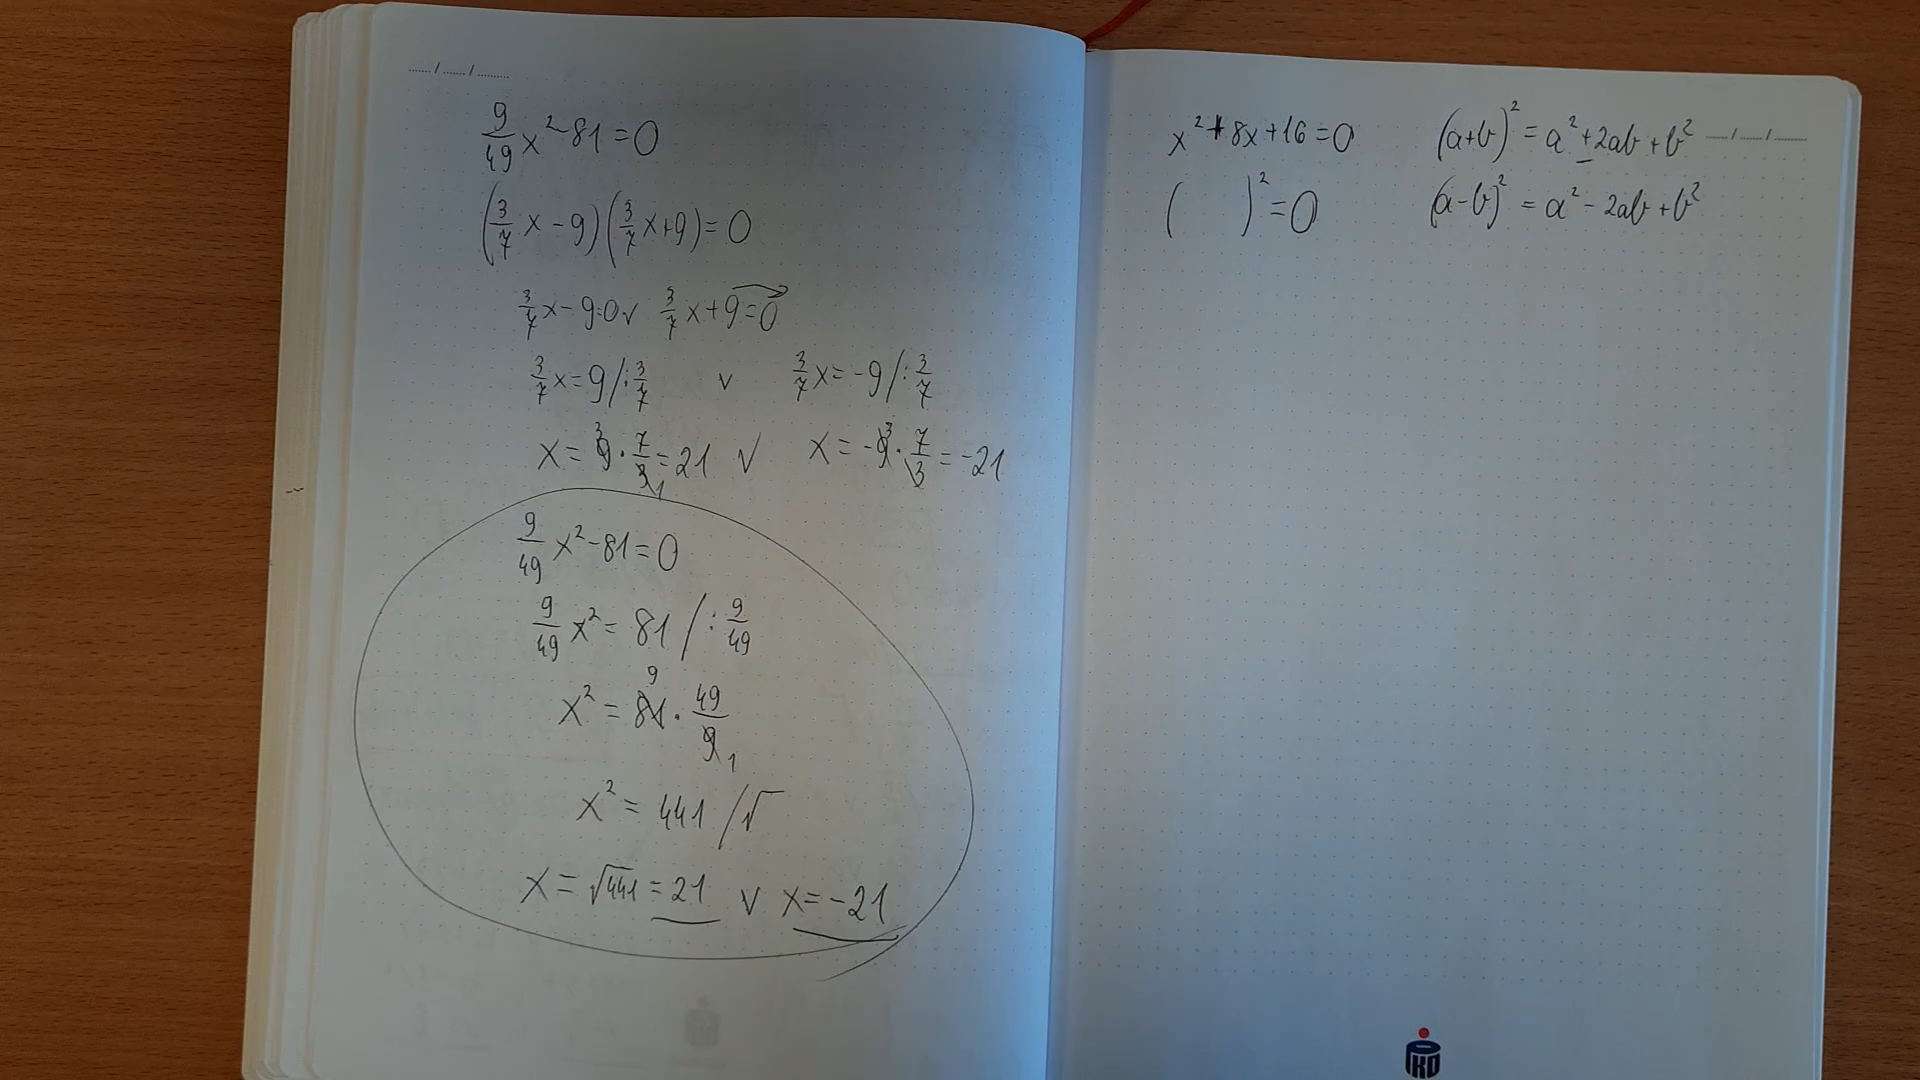 ....... / ....... / ..........
9/49 x² - 81 = 0
(3/7 x - 9)(3/7 x + 9) = 0
3/7 x - 9 = 0 v 3/7 x + 9 = 0
3/7 x = 9 /: 3/7 v 3/7 x = -9 /: 3/7
x = 9 · 7/3 = 21 v x = -9 · 7/3 = -21
9/49 x² - 81 = 0
9/49 x² = 81 /: 9/49
x² = 81 · 49/9
x² = 441 /√
x = √441 = 21 v x = -21
x² + 8x + 16 = 0 (a+b)² = a² + 2ab + b² ....... / ....... / ..........
( )² = 0 (a-b)² = a² - 2ab + b²
PKO